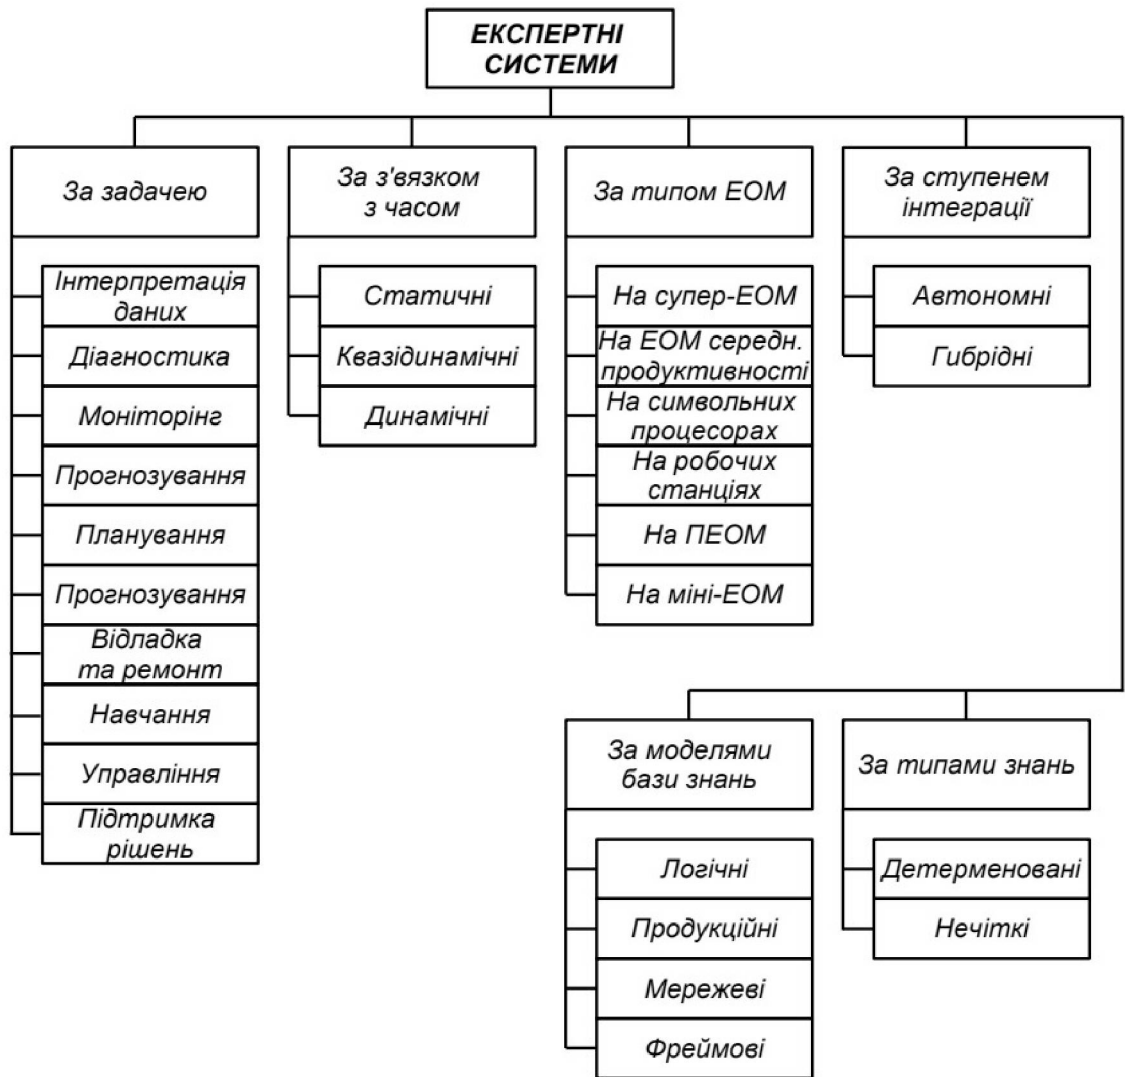 ЕКСПЕРТНІ
СИСТЕМИ
За задачею
Інтерпретація
даних
Діагностика
Моніторінг
Прогнозування
Планування
Прогнозування
Відладка
та ремонт
Навчання
Управління
Підтримка
рішень
За з'вязком
з часом
Статичні
Квазідинамічні
Динамічні
За типом ЕОМ
На супер-ЕОМ
На ЕОМ середн.
продуктивності
На символьних
процесорах
На робочих
станціях
На ПЕОМ
На міні-ЕОМ
За ступенем
інтеграції
Автономні
Гибрідні
За моделями
бази знань
Логічні
Продукційні
Мережеві
Фреймові
За типами знань
Детерменовані
Нечіткі